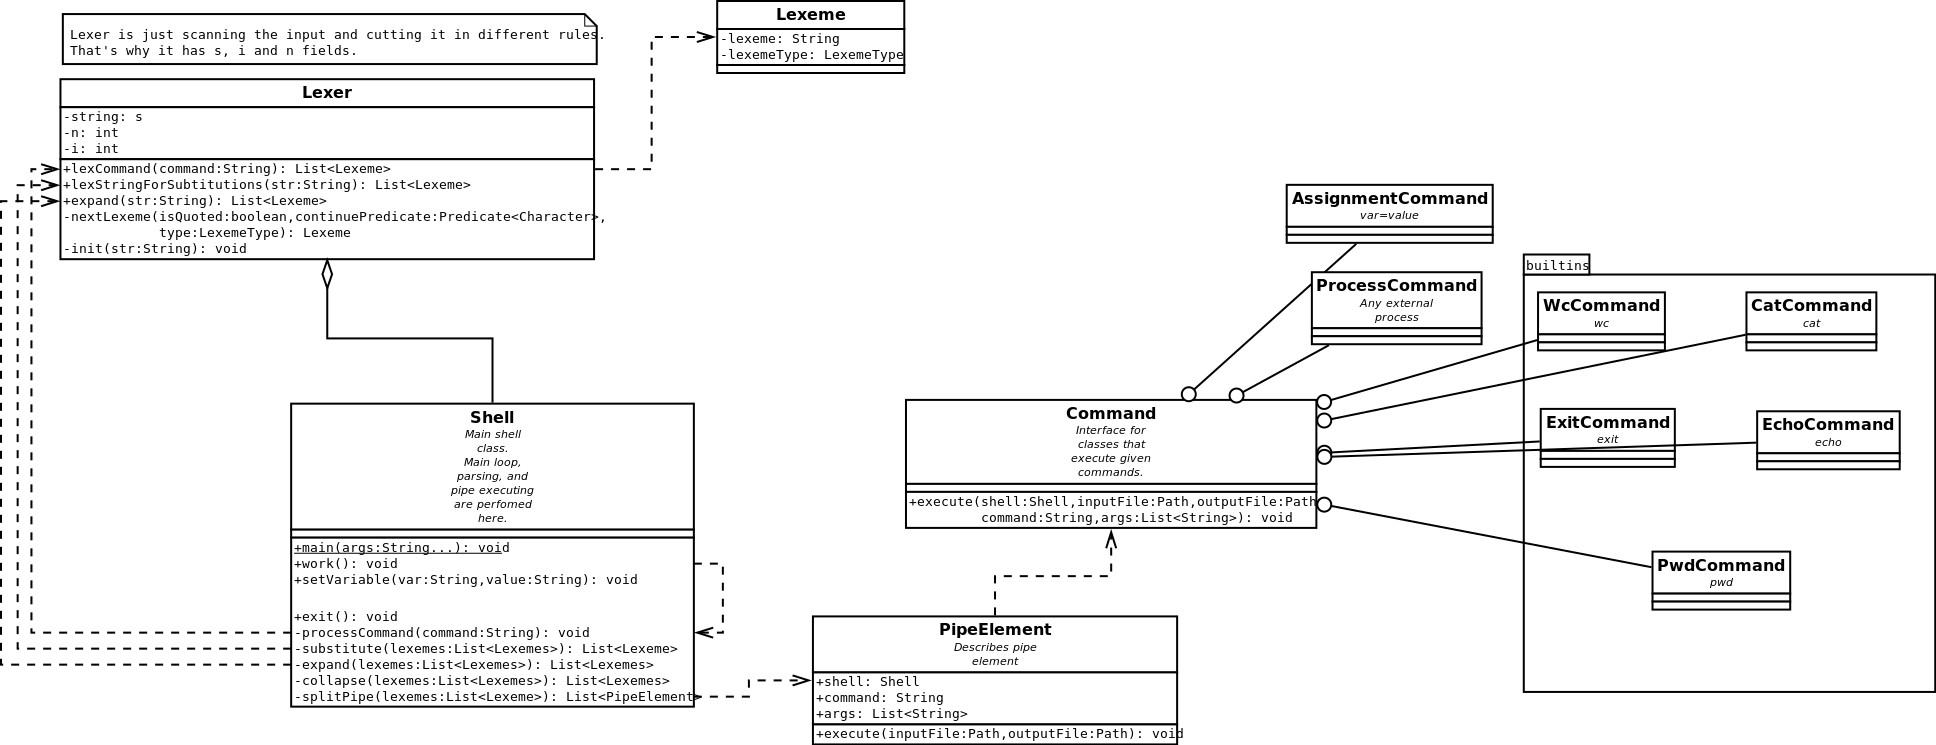 Lexer is just scanning the input and cutting it in different rules.
That's why it has s, i and n fields.
Lexer
-string: s
-n: int
-i: int
+lexCommand(command:String): List<Lexeme>
+lexStringForSubtitutions(str:String): List<Lexeme>
+expand(str:String): List<Lexeme>
-nextLexeme(isQuoted:boolean,continuePredicate:Predicate<Character>,
type:LexemeType): Lexeme
-init(str:String): void
Lexeme
-lexeme: String
-lexemeType: LexemeType
Shell
Main shell
class.
Main loop,
parsing, and
pipe executing
are perfomed
here.
+main(args:String...): void
+work(): void
+setVariable(var:String,value:String): void
+exit(): void
-processCommand(command:String): void
-substitute(lexemes:List<Lexemes>): List<Lexeme>
-expand(lexemes:List<Lexemes>): List<Lexemes>
-collapse(lexemes:List<Lexemes>): List<Lexemes>
-splitPipe(lexemes:List<Lexeme>): List<PipeElement>
PipeElement
Describes pipe
element
+shell: Shell
+command: String
+args: List<String>
+execute(inputFile:Path,outputFile:Path): void
Command
Interface for
classes that
execute given
commands.
+execute(shell:Shell,inputFile:Path,outputFile:Path
command:String,args:List<String>): void
AssignmentCommand
var=value
ProcessCommand
Any external
process
builtins
WcCommand
wc
CatCommand
cat
ExitCommand
exit
EchoCommand
echo
PwdCommand
pwd